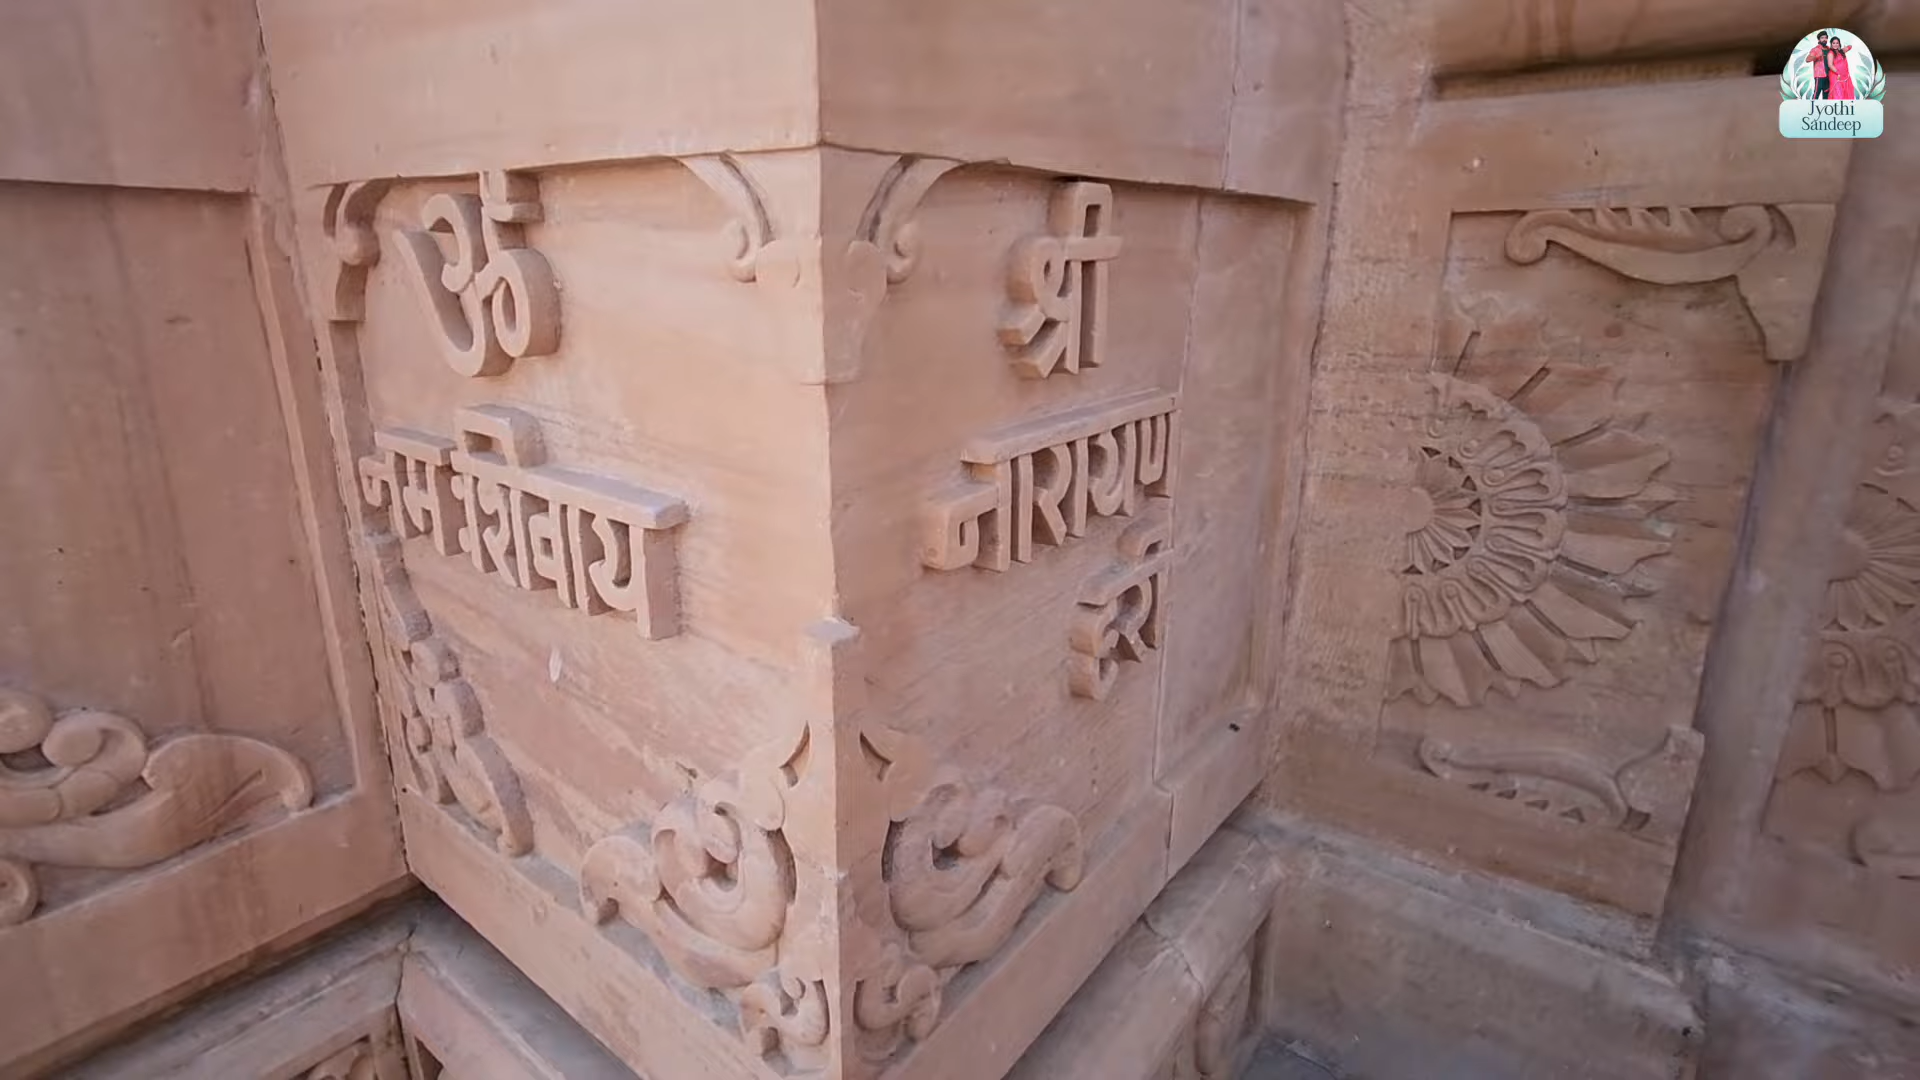 ॐ
नम शिवाय
श्री
नारायण
हरी
Jyothi
Sandeep